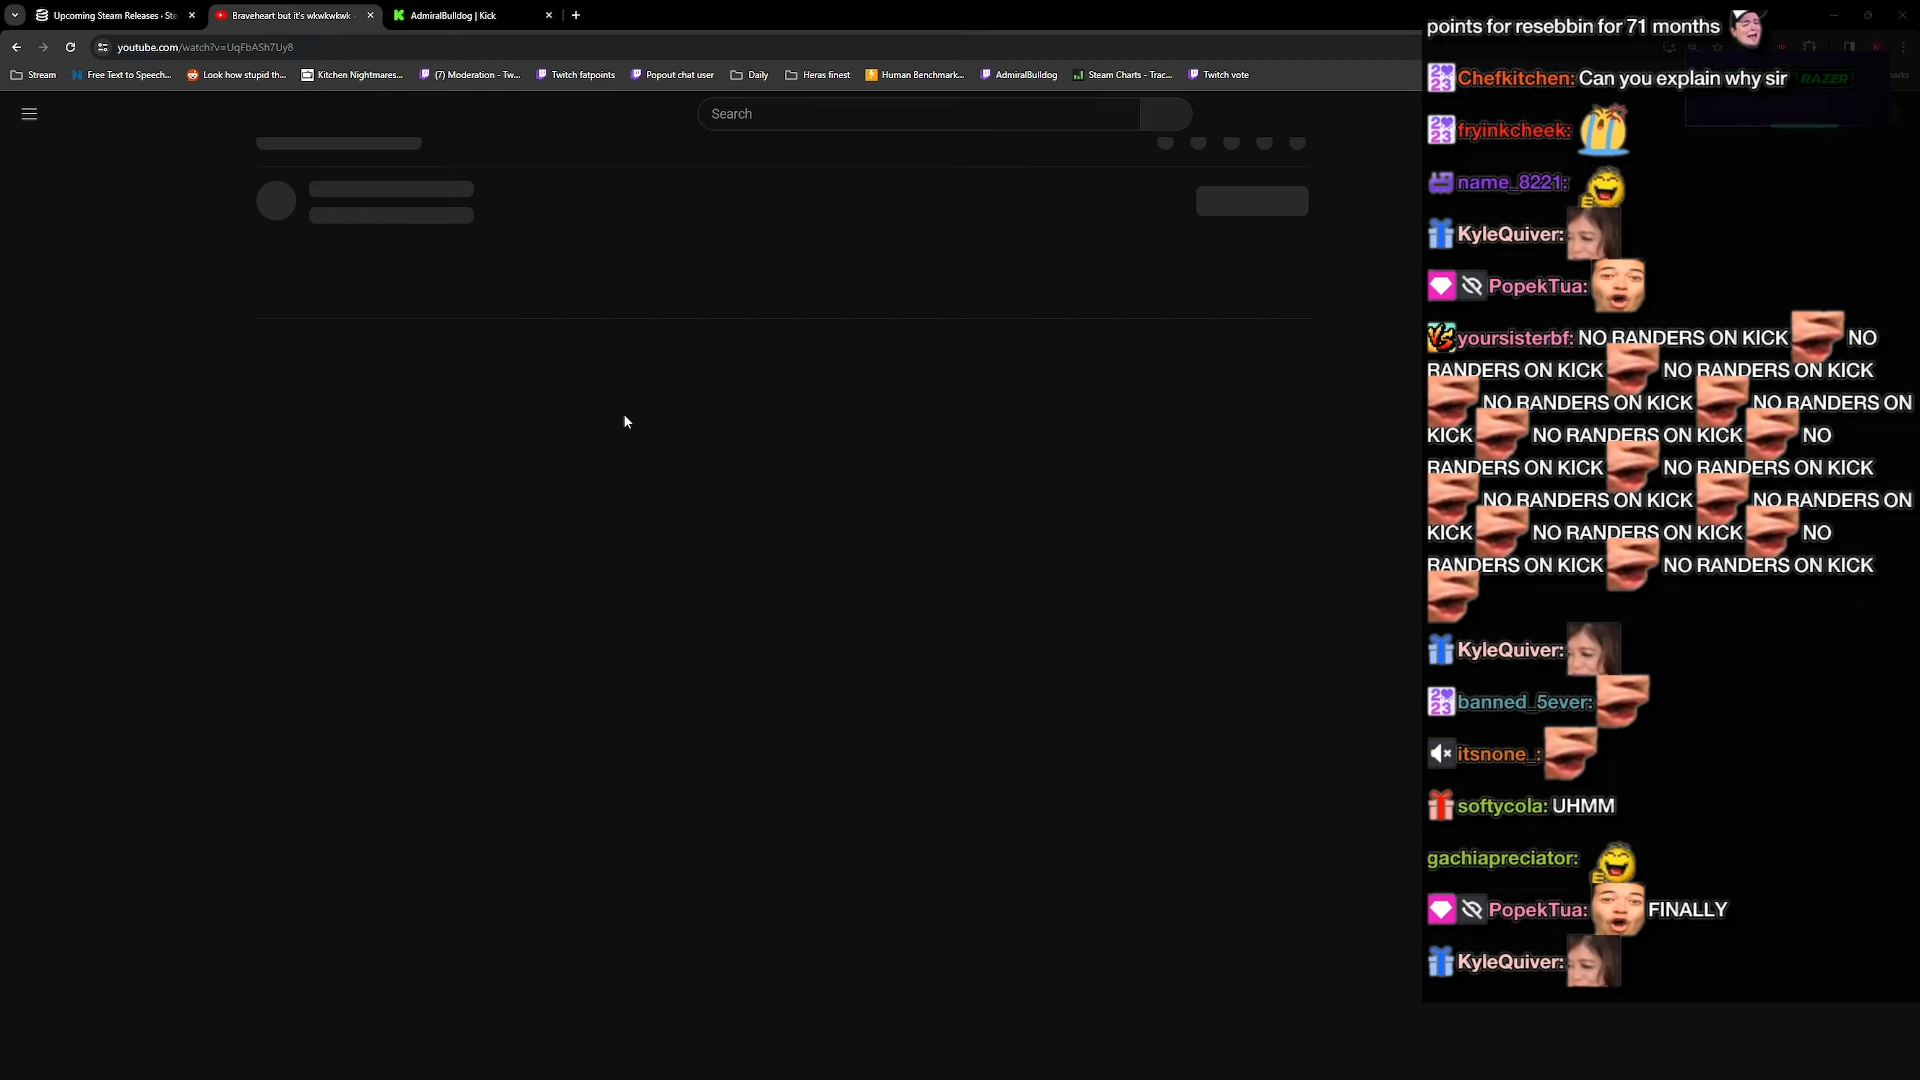 Upcoming Steam Releases · Ste
Braveheart but it's wkwkwkwk -
AdmiralBulldog | Kick
youtube.com/watch?v=UqFbASh7Uy8
Stream
Free Text to Speech...
Look how stupid th...
Kitchen Nightmares...
(7) Moderation - Tw...
Twitch fatpoints
Popout chat user
Daily
Heras finest
Human Benchmark...
AdmiralBulldog
Steam Charts - Trac...
Twitch vote
Search
points for resebbin for 71 months
Chefkitchen: Can you explain why sir
RAZER
fryinkcheek:
name_8221:
KyleQuiver:
PopekTua:
yoursisterbf: NO RANDERS ON KICK NO
RANDERS ON KICK NO RANDERS ON KICK
NO RANDERS ON KICK NO RANDERS ON
KICK NO RANDERS ON KICK NO
RANDERS ON KICK NO RANDERS ON KICK
NO RANDERS ON KICK NO RANDERS ON
KICK NO RANDERS ON KICK NO
RANDERS ON KICK NO RANDERS ON KICK
KyleQuiver:
banned_5ever:
itsnone_:
softycola: UHMM
gachiapreciator:
PopekTua: FINALLY
KyleQuiver: